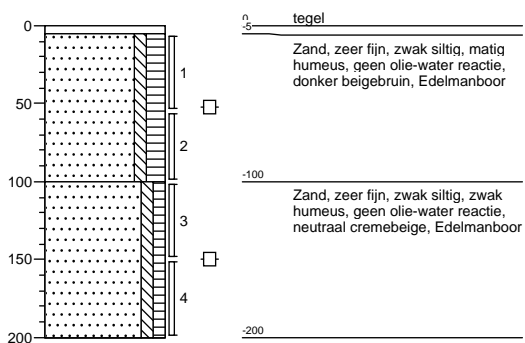 0
50
100
150
200
1
2
3
4
0
-5
tegel
Zand, zeer fijn, zwak siltig, matig
humeus, geen olie-water reactie,
donker beigebruin, Edelmanboor
-100
Zand, zeer fijn, zwak siltig, zwak
humeus, geen olie-water reactie,
neutraal cremebeige, Edelmanboor
-200